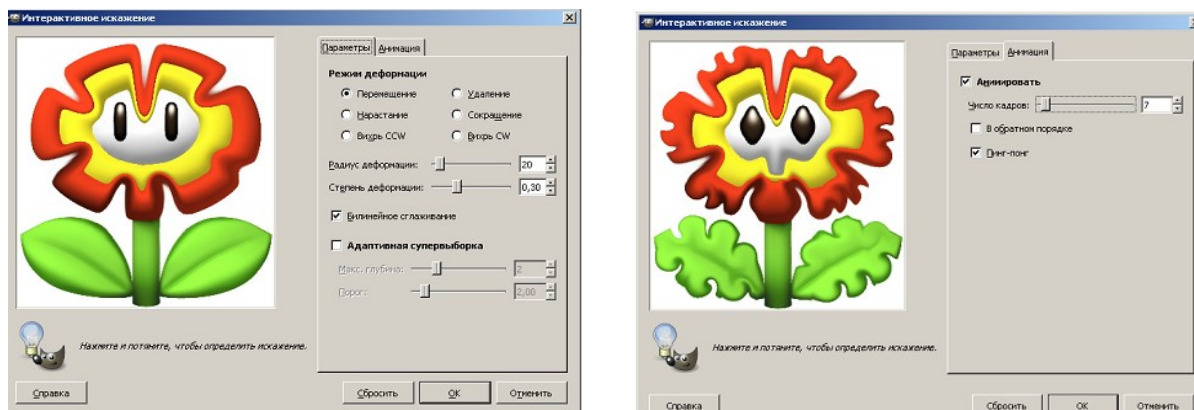 Интерактивное искажение
Параметры Анимация
Режим деформации
Перемещение Удаление
Нарастание Сокращение
Вихрь CCW Вихрь CW
Радиус деформации: 20
Степень деформации: 0,30
Билинейное сглаживание
Адаптивная супервыборка
Макс. глубина: 2
Порог: 2,00
Нажмите и потяните, чтобы определить искажение.
Справка Сбросить OK Отменить
Интерактивное искажение
Параметры Анимация
Анимировать
Число кадров: 7
В обратном порядке
Пинг-понг
Нажмите и потяните, чтобы определить искажение.
Справка Сбросить OK Отменить